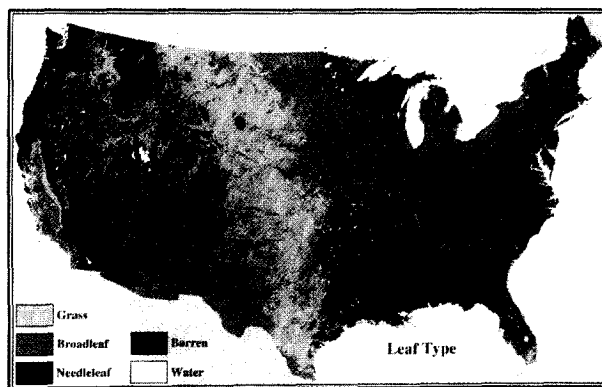 Grass
Broadleaf
Needleleaf
Barren
Water
Leaf Type